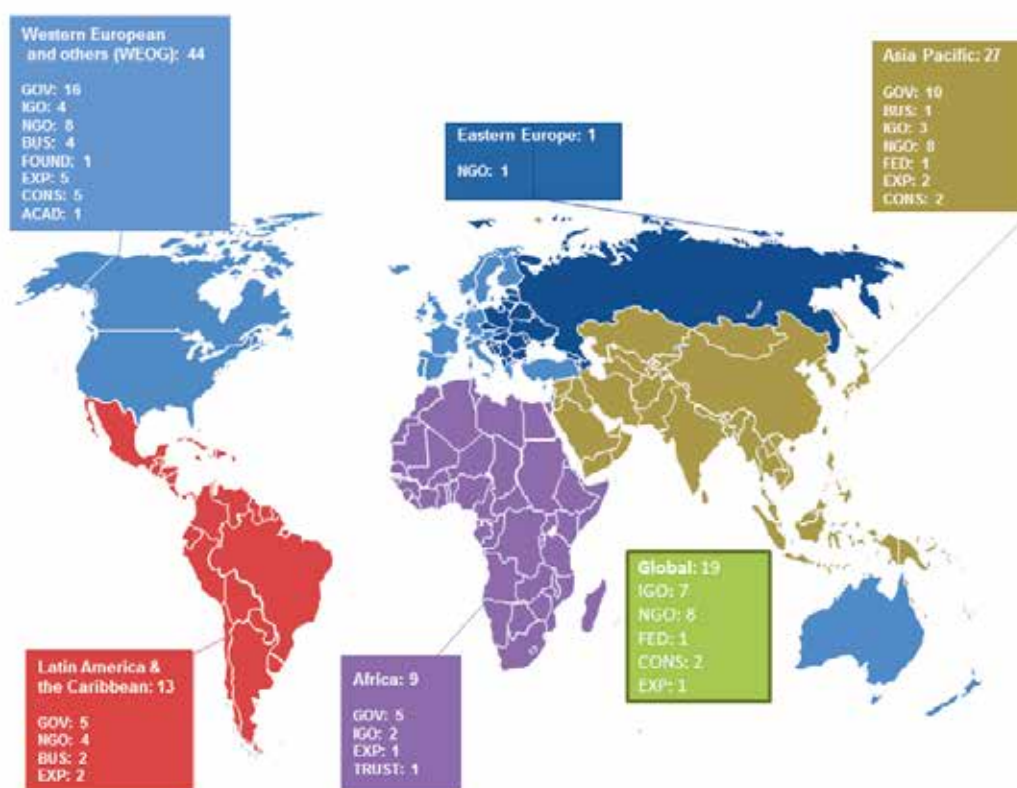 Western European
and others (WEOG): 44
GOV: 16
IGO: 4
NGO: 8
BUS: 4
FOUND: 1
EXP: 5
CONS: 5
ACAD: 1
Eastern Europe: 1
NGO: 1
Asia Pacific: 27
GOV: 10
BUS: 1
IGO: 3
NGO: 8
FED: 1
EXP: 2
CONS: 2
Latin America &
the Caribbean: 13
GOV: 5
NGO: 4
BUS: 2
EXP: 2
Africa: 9
GOV: 5
IGO: 2
EXP: 1
TRUST: 1
Global: 19
IGO: 7
NGO: 8
FED: 1
CONS: 2
EXP: 1